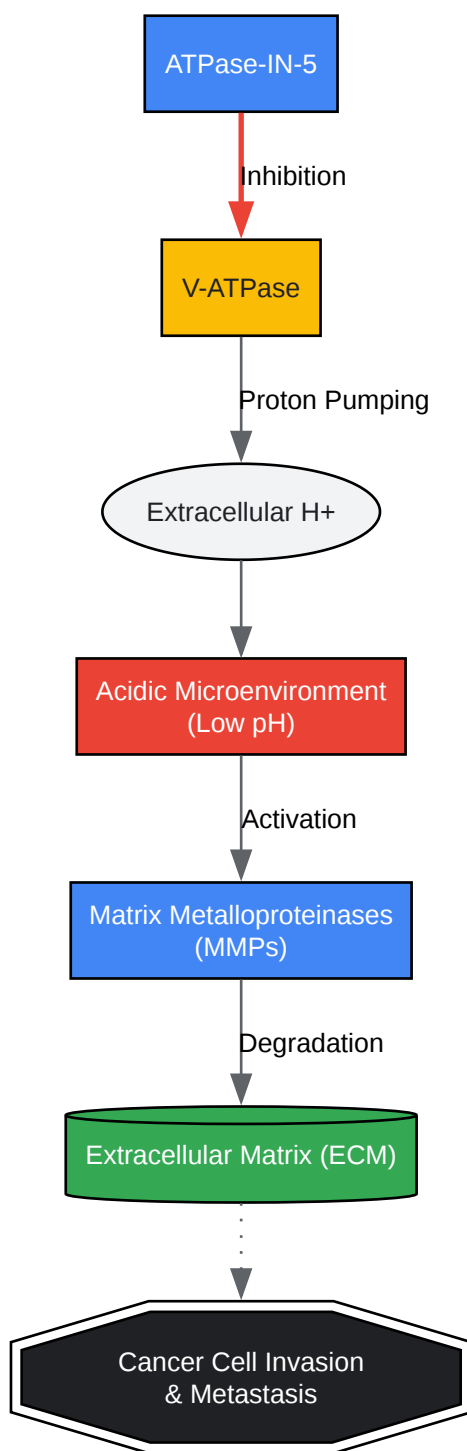 ATPase-IN-5
Inhibition
V-ATPase
Proton Pumping
Extracellular H+
Acidic Microenvironment
(Low pH)
Activation
Matrix Metalloproteinases
(MMPs)
Degradation
Extracellular Matrix (ECM)
Cancer Cell Invasion
& Metastasis